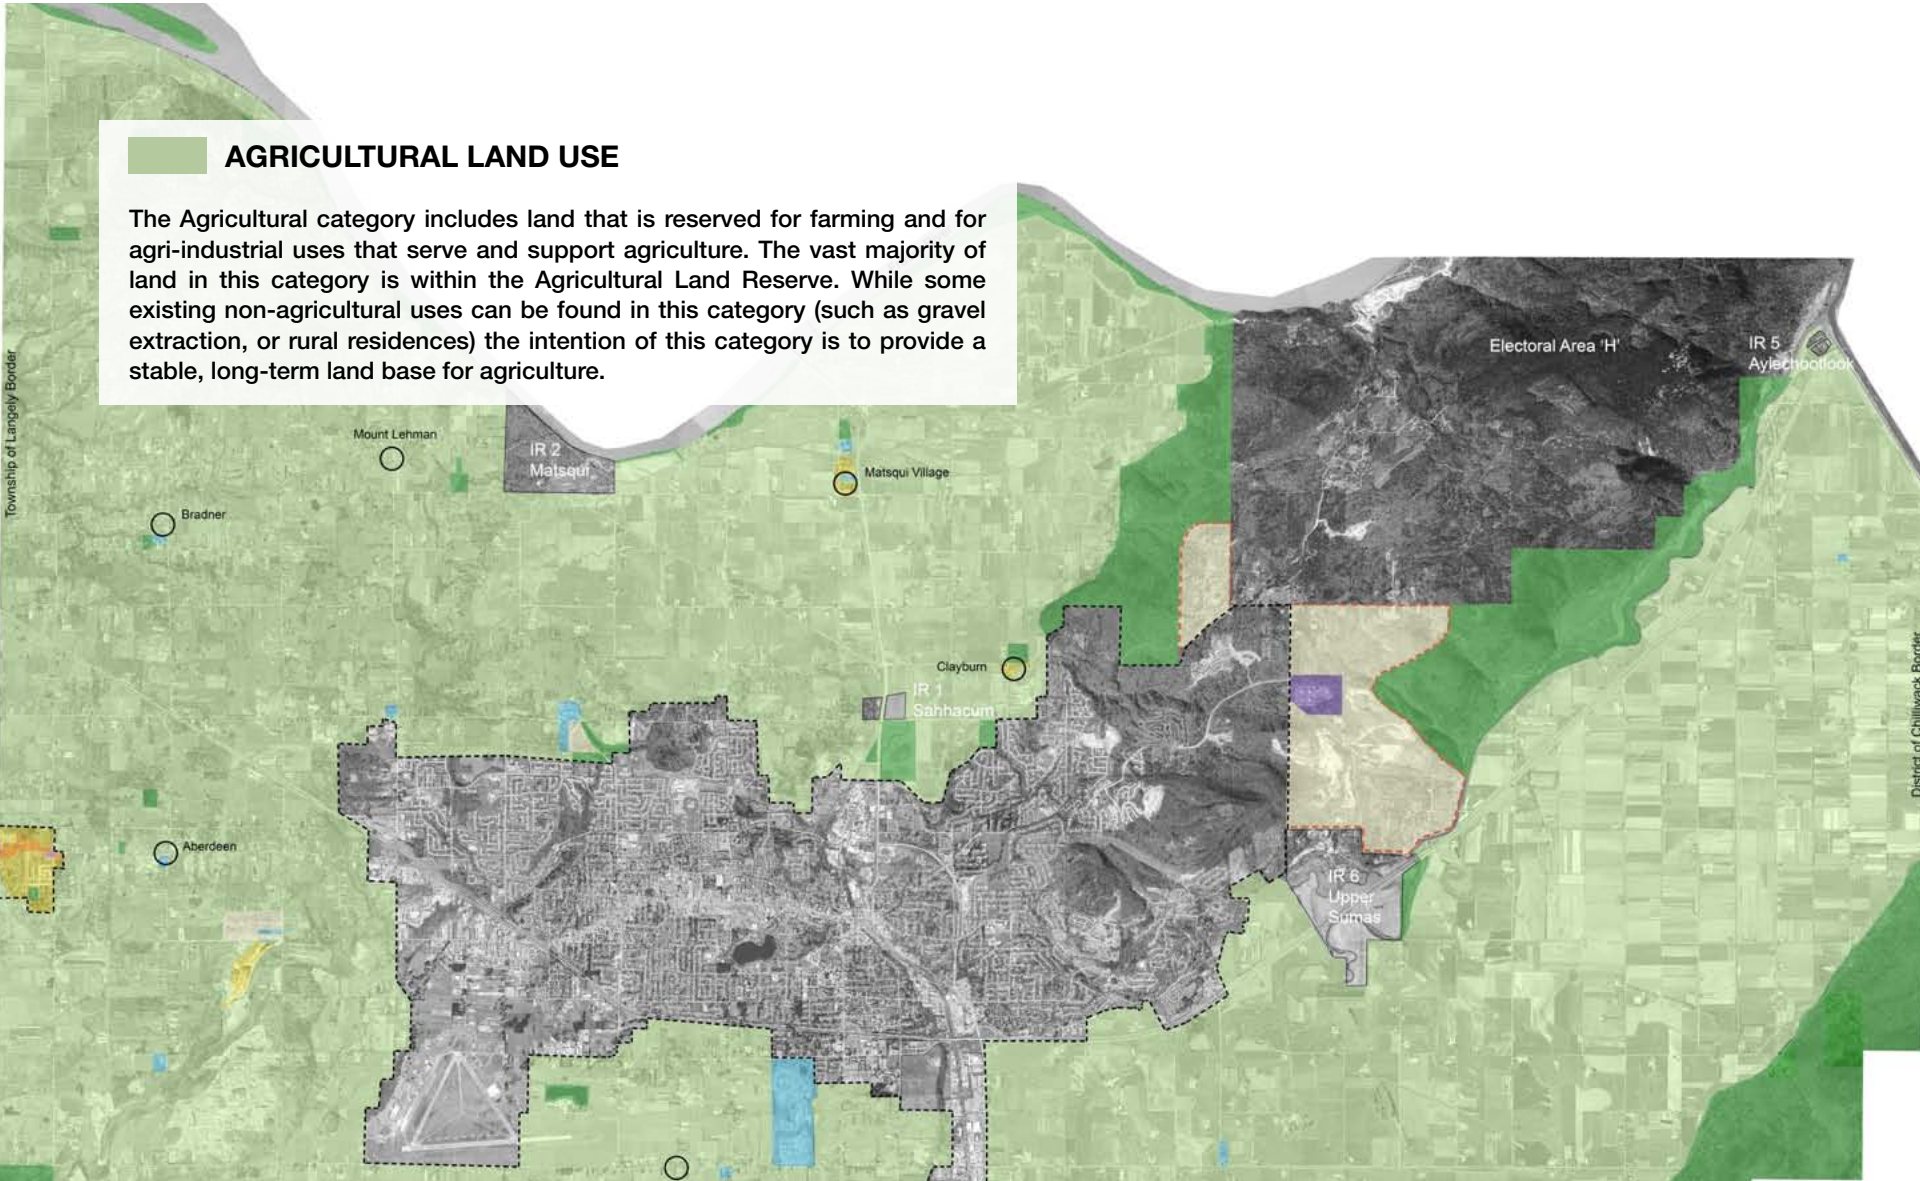 AGRICULTURAL LAND USE
The Agricultural category includes land that is reserved for farming and for
agri-industrial uses that serve and support agriculture. The vast majority of
land in this category is within the Agricultural Land Reserve. While some
existing non-agricultural uses can be found in this category (such as gravel
extraction, or rural residences) the intention of this category is to provide a
stable, long-term land base for agriculture.
Township of Langely Border
Electoral Area 'H'
IR 5
Aylechootlook
Mount Lehman
IR 2
Matsqui
Matsqui Village
Bradner
Clayburn
IR 1
Sahhacum
District of Chilliwack Border
Aberdeen
IR 6
Upper
Sumas